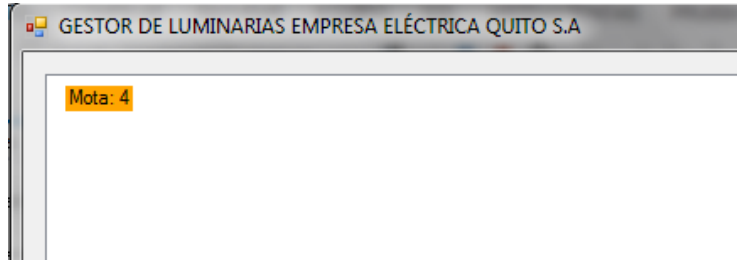 GESTOR DE LUMINARIAS EMPRESA ELÉCTRICA QUITO S.A
Mota: 4